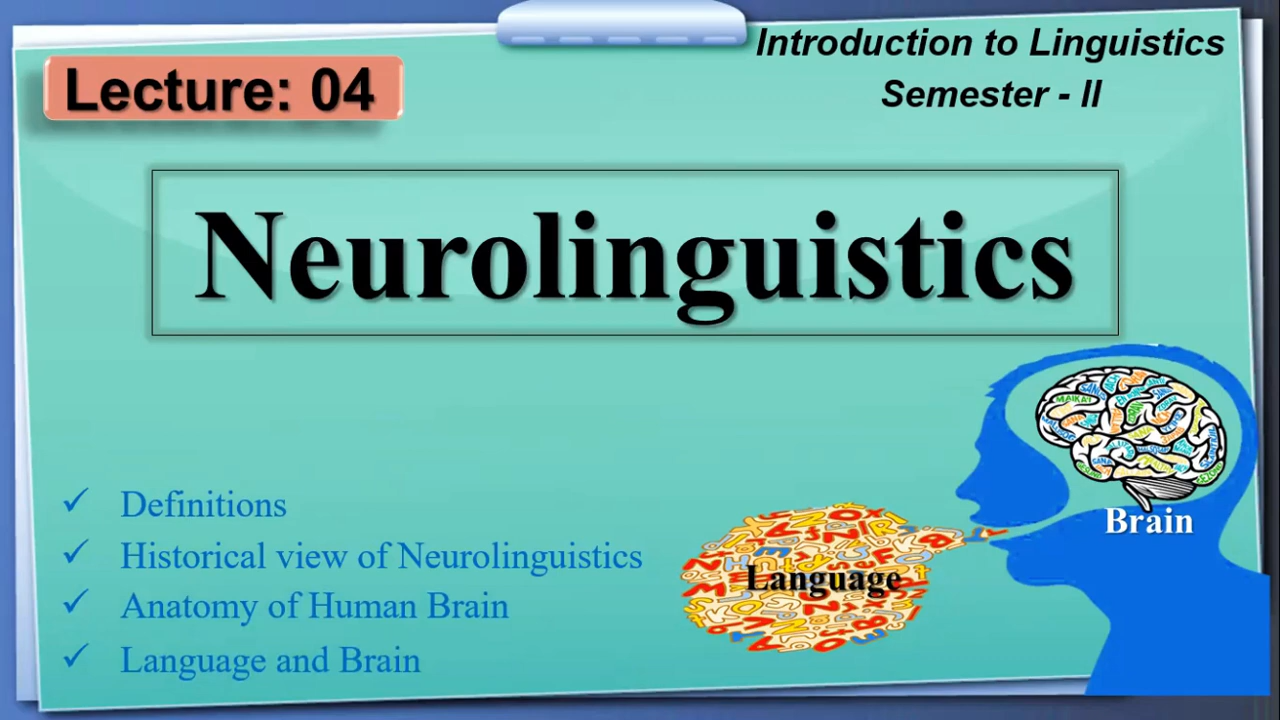 Introduction to Linguistics
Semester - II
Lecture: 04
Neurolinguistics
✓ Definitions
✓ Historical view of Neurolinguistics
✓ Anatomy of Human Brain
✓ Language and Brain
Language
Brain